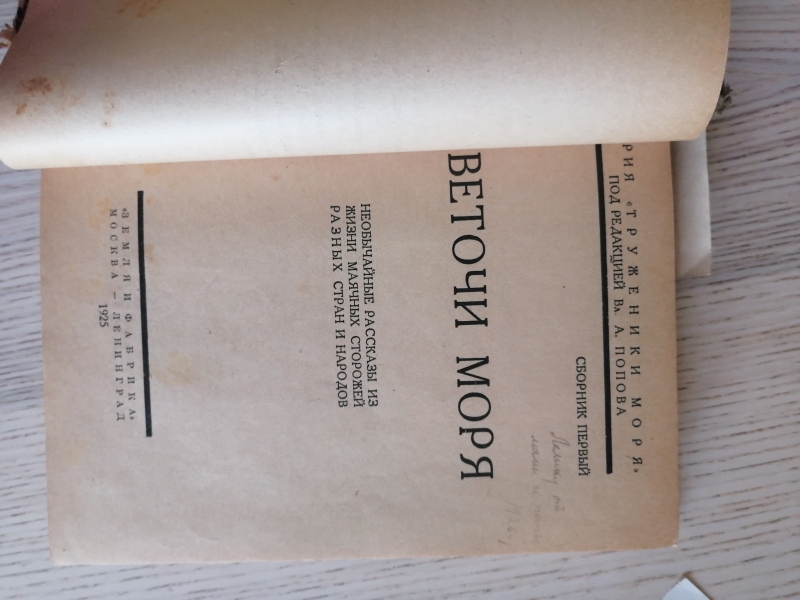 РИЯ «ТРУЖЕНИКИ МОРЯ»
ПОД РЕДАКЦИЕЙ Вл. А. ПОПОВА
СБОРНИК ПЕРВЫЙ
ВЕТОЧИ МОРЯ
НЕОБЫЧАЙНЫЕ РАССКАЗЫ ИЗ
ЖИЗНИ МАЯЧНЫХ СТОРОЖЕЙ
РАЗНЫХ СТРАН И НАРОДОВ
«ЗЕМЛЯ И ФАБРИКА»
МОСКВА — ЛЕНИНГРАД
1925